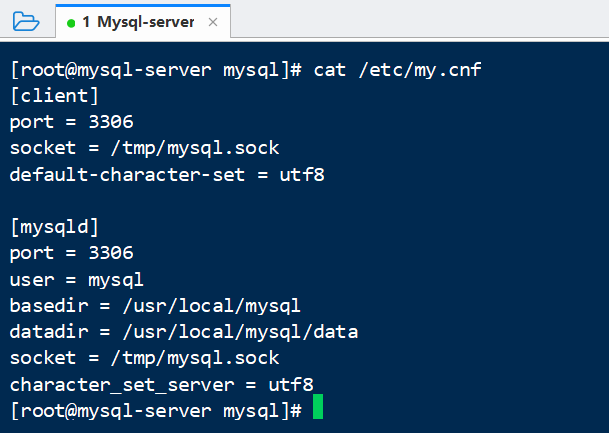 1 Mysql-server ×
[root@mysql-server mysql]# cat /etc/my.cnf
[client]
port = 3306
socket = /tmp/mysql.sock
default-character-set = utf8

[mysqld]
port = 3306
user = mysql
basedir = /usr/local/mysql
datadir = /usr/local/mysql/data
socket = /tmp/mysql.sock
character_set_server = utf8
[root@mysql-server mysql]#